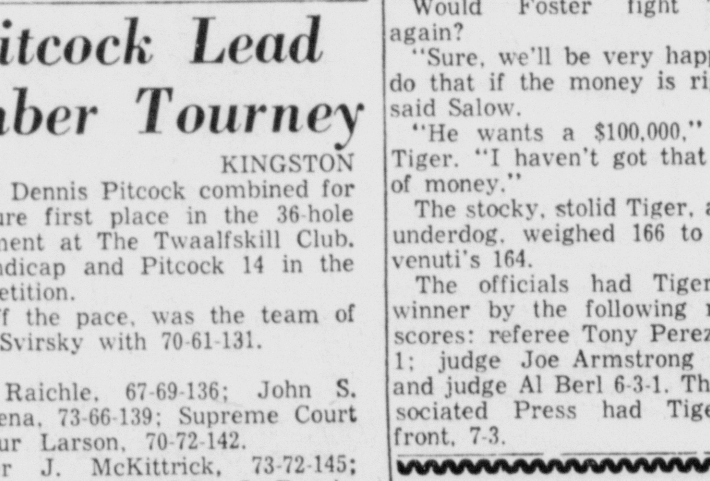 itcock Lead
ber Tourney
KINGSTON
Dennis Pitcock combined for
ure first place in the 36-hole
ment at The Twaalfskill Club.
dicap and Pitcock 14 in the
etition.
f the pace, was the team of
Svirsky with 70-61-131.
Raichle, 67-69-136; John S.
ena, 73-66-139; Supreme Court
ur Larson, 70-72-142.
r J. McKittrick, 73-72-145;
Would Foster fight
again?
"Sure, we'll be very hap
do that if the money is ri
said Salow.
"He wants a $100,000,"
Tiger. "I haven't got that
of money."
The stocky, stolid Tiger, a
underdog, weighed 166 to
venuti's 164.
The officials had Tiger
winner by the following
scores: referee Tony Perez
1; judge Joe Armstrong
and judge Al Berl 6-3-1. Th
sociated Press had Tige
front, 7-3.